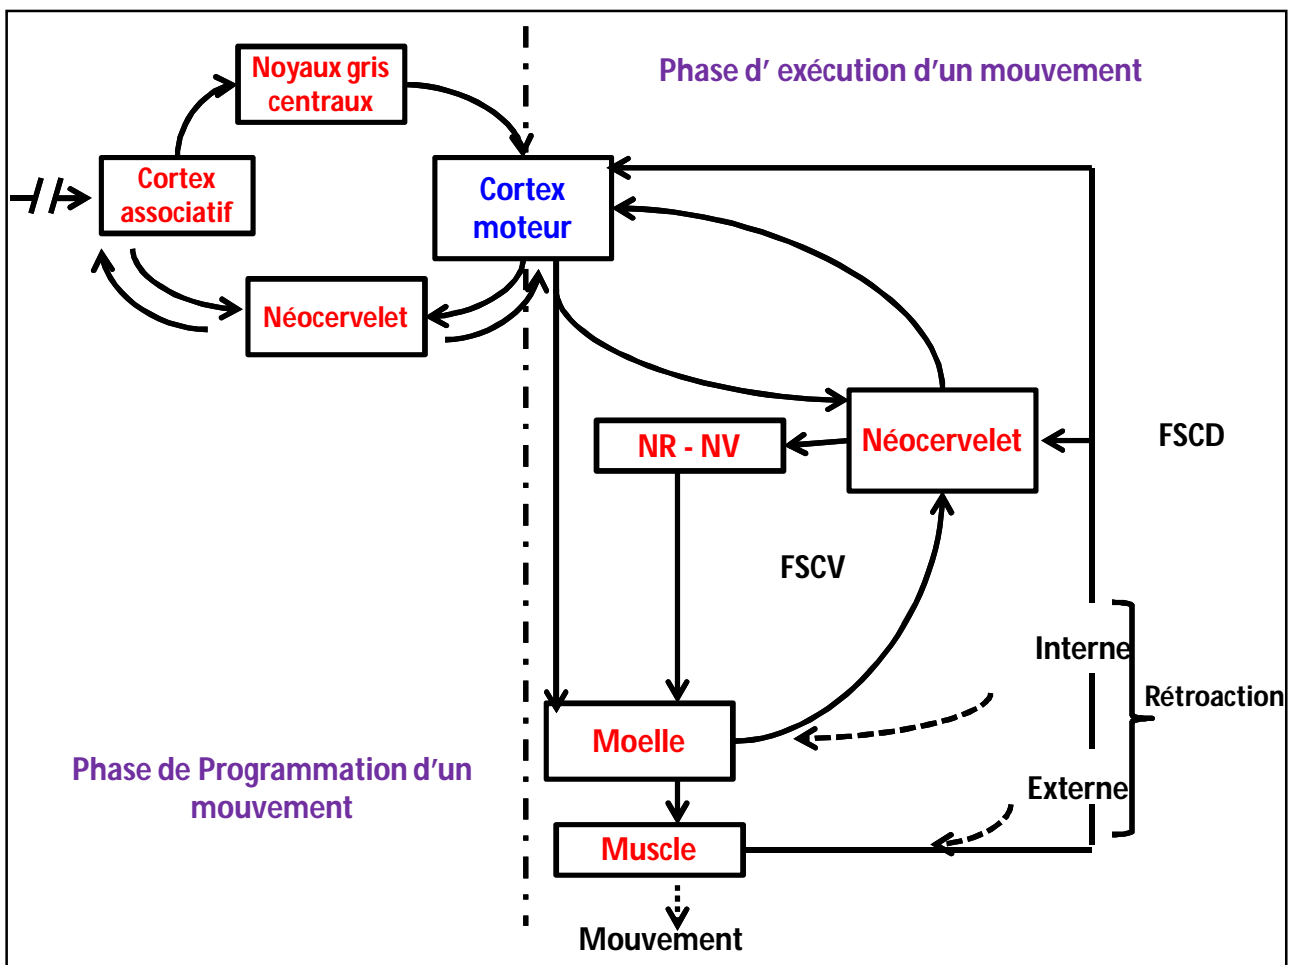 Noyaux gris
centraux
Phase d’ exécution d’un mouvement
Cortex
associatif
Cortex
moteur
Néocervelet
NR - NV
Néocervelet
FSCD
FSCV
Interne
Rétroaction
Moelle
Externe
Phase de Programmation d’un
mouvement
Muscle
Mouvement